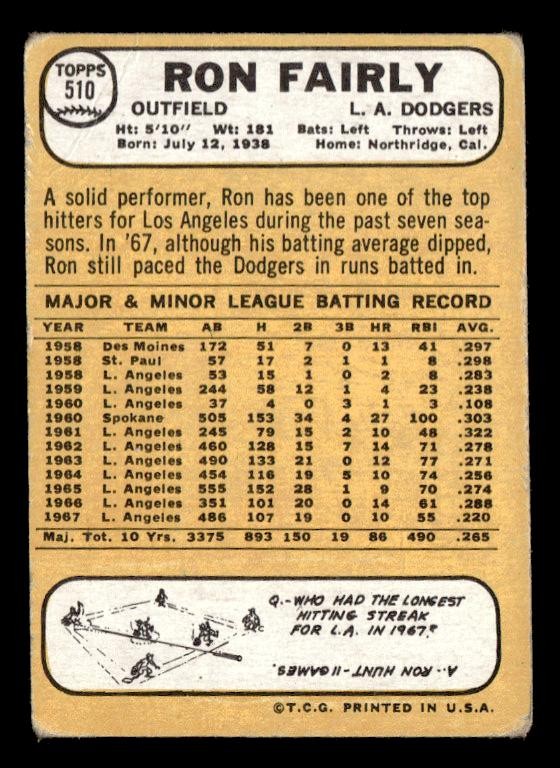 TOPPS
510
RON FAIRLY
OUTFIELD L. A. DODGERS
Ht: 5'10" Wt: 181 Bats: Left Throws: Left
Born: July 12, 1938 Home: Northridge, Cal.
A solid performer, Ron has been one of the top
hitters for Los Angeles during the past seven sea-
sons. In '67, although his batting average dipped,
Ron still paced the Dodgers in runs batted in.
MAJOR & MINOR LEAGUE BATTING RECORD
YEAR TEAM AB H 2B 3B HR RBI AVG.
1958 Des Moines 172 51 7 0 13 41 .297
1958 St. Paul 57 17 2 1 1 8 .298
1958 L. Angeles 53 15 1 0 2 8 .283
1959 L. Angeles 244 58 12 1 4 23 .238
1960 L. Angeles 37 4 0 3 1 3 .108
1960 Spokane 505 153 34 4 27 100 .303
1961 L. Angeles 245 79 15 2 10 48 .322
1962 L. Angeles 460 128 15 7 14 71 .278
1963 L. Angeles 490 133 21 0 12 77 .271
1964 L. Angeles 454 116 19 5 10 74 .256
1965 L. Angeles 555 152 28 1 9 70 .274
1966 L. Angeles 351 101 20 0 14 61 .288
1967 L. Angeles 486 107 19 0 10 55 .220
Maj. Tot. 10 Yrs. 3375 893 150 19 86 490 .265
Q.-WHO HAD THE LONGEST
HITTING STREAK
FOR L.A. IN 1967?
A.. RON HUNT-11 GAMES.
©T.C.G. PRINTED IN U.S.A.